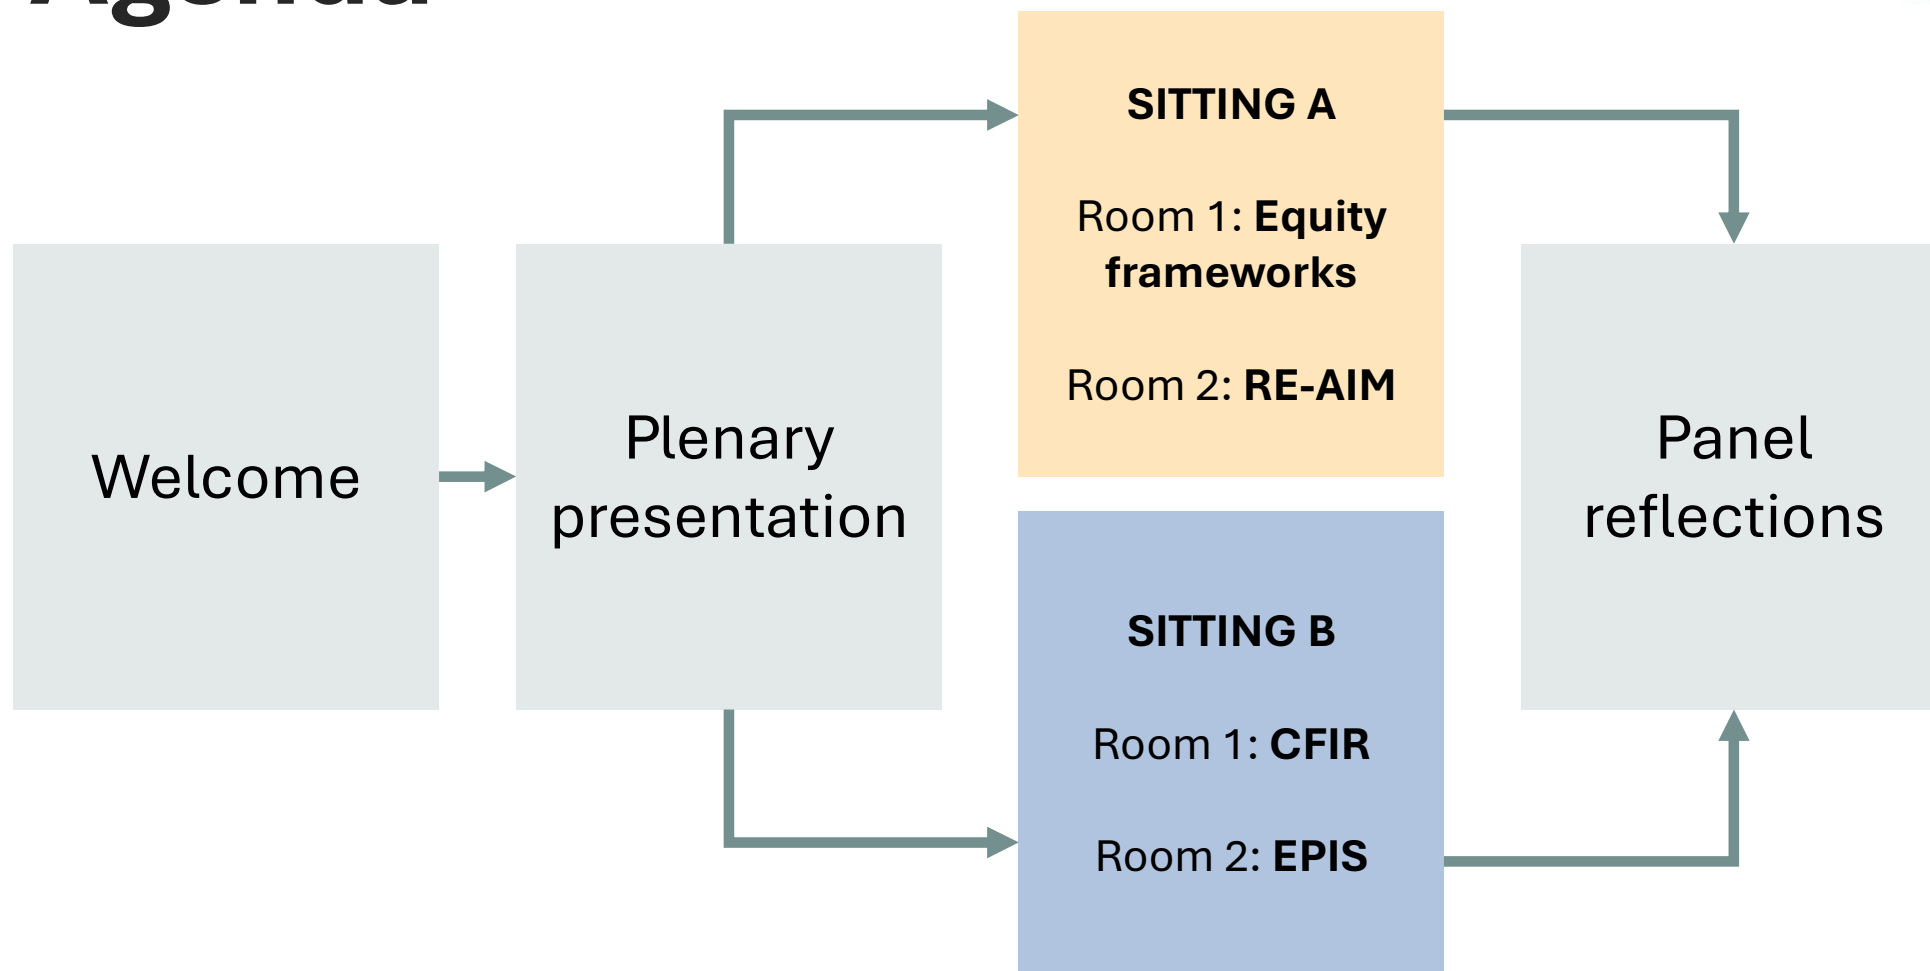 Agenda
Welcome
Plenary
presentation
SITTING A
Room 1: Equity
frameworks
Room 2: RE-AIM
SITTING B
Room 1: CFIR
Room 2: EPIS
Panel
reflections